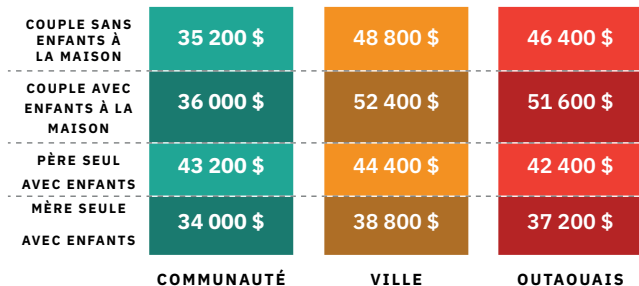 COUPLE SANS
ENFANTS À
LA MAISON
35 200 $ 48 800 $ 46 400 $
COUPLE AVEC
ENFANTS À LA
MAISON
36 000 $ 52 400 $ 51 600 $
PÈRE SEUL
AVEC ENFANTS
43 200 $ 44 400 $ 42 400 $
MÈRE SEULE
AVEC ENFANTS
34 000 $ 38 800 $ 37 200 $
COMMUNAUTÉ VILLE OUTAOUAIS